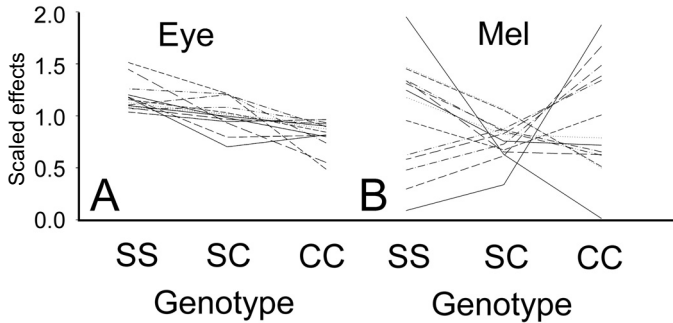 2.0
Eye
Mel
1.5
Scaled effects
1.0
0.5
A
B
0.0
SS SC CC SS SC CC
Genotype Genotype